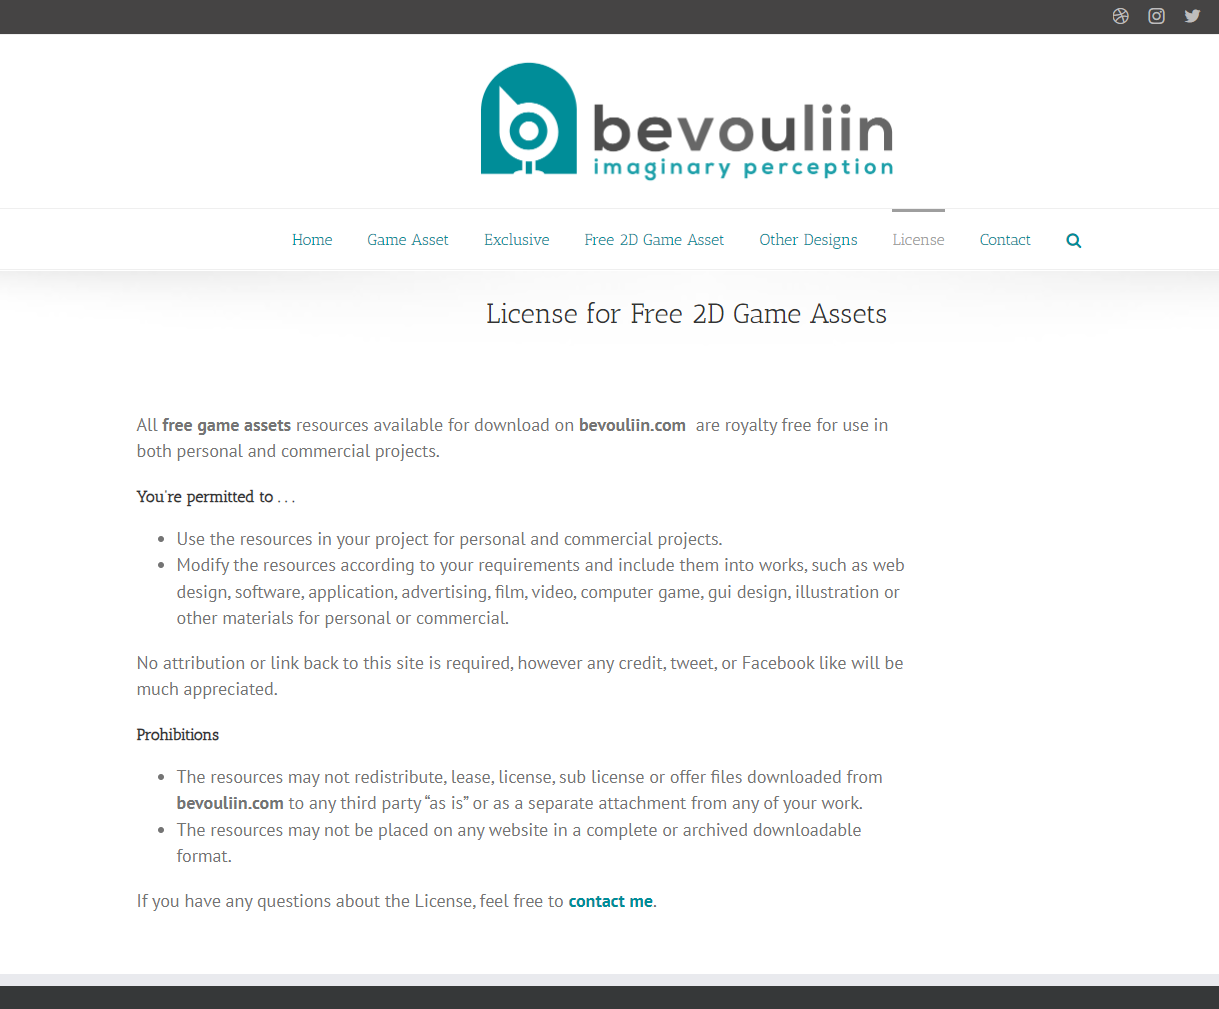 bevouliin
imaginary perception
Home Game Asset Exclusive Free 2D Game Asset Other Designs License Contact
License for Free 2D Game Assets
All free game assets resources available for download on bevouliin.com  are royalty free for use in
both personal and commercial projects.
You're permitted to . . .
• Use the resources in your project for personal and commercial projects.
• Modify the resources according to your requirements and include them into works, such as web
design, software, application, advertising, film, video, computer game, gui design, illustration or
other materials for personal or commercial.
No attribution or link back to this site is required, however any credit, tweet, or Facebook like will be
much appreciated.
Prohibitions
• The resources may not redistribute, lease, license, sub license or offer files downloaded from
bevouliin.com to any third party “as is” or as a separate attachment from any of your work.
• The resources may not be placed on any website in a complete or archived downloadable
format.
If you have any questions about the License, feel free to contact me.